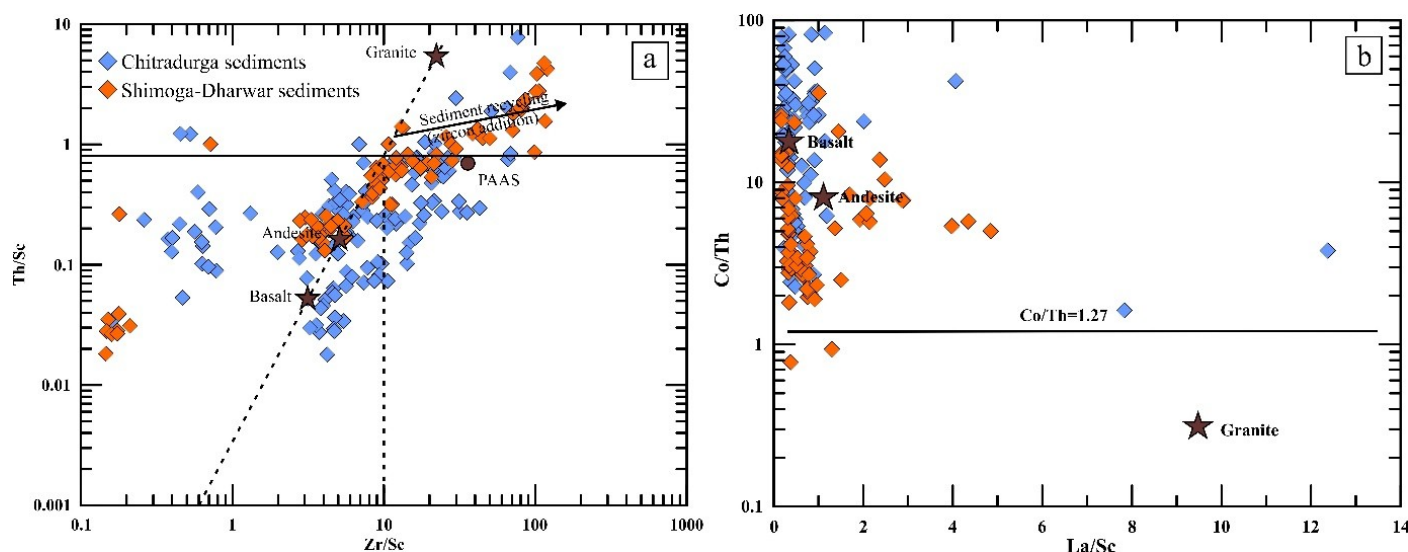 10
a
Granite
Chitradurga sediments
Shimoga-Dharwar sediments
Sediment recycling
(zircon addition)
1
PAAS
Th/Sc
Andesite
0.1
Basalt
0.01
0.001
0.1
1
10
100
1000
Zr/Sc
100
b
Basalt
10
Andesite
Co/Th
Co/Th=1.27
1
Granite
0.1
0
2
4
6
8
10
12
14
La/Sc